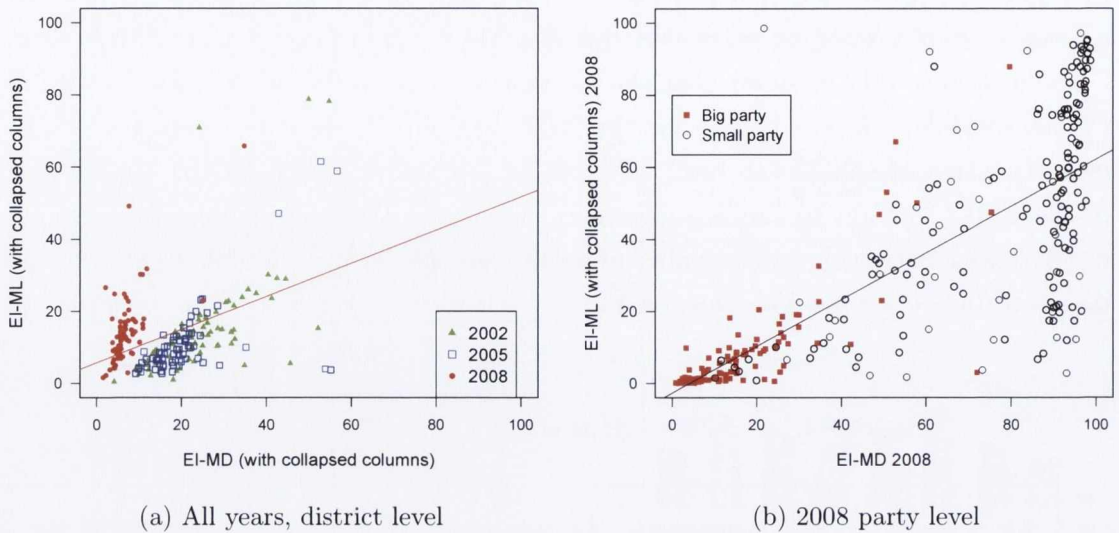 EI-ML (with collapsed columns)
100
80
60
40
20
0
2002
2005
2008
0 20 40 60 80 100
EI-MD (with collapsed columns)
(a) All years, district level
EI-ML (with collapsed columns) 2008
100
80
60
40
20
0
Big party
Small party
0 20 40 60 80 100
EI-MD 2008
(b) 2008 party level